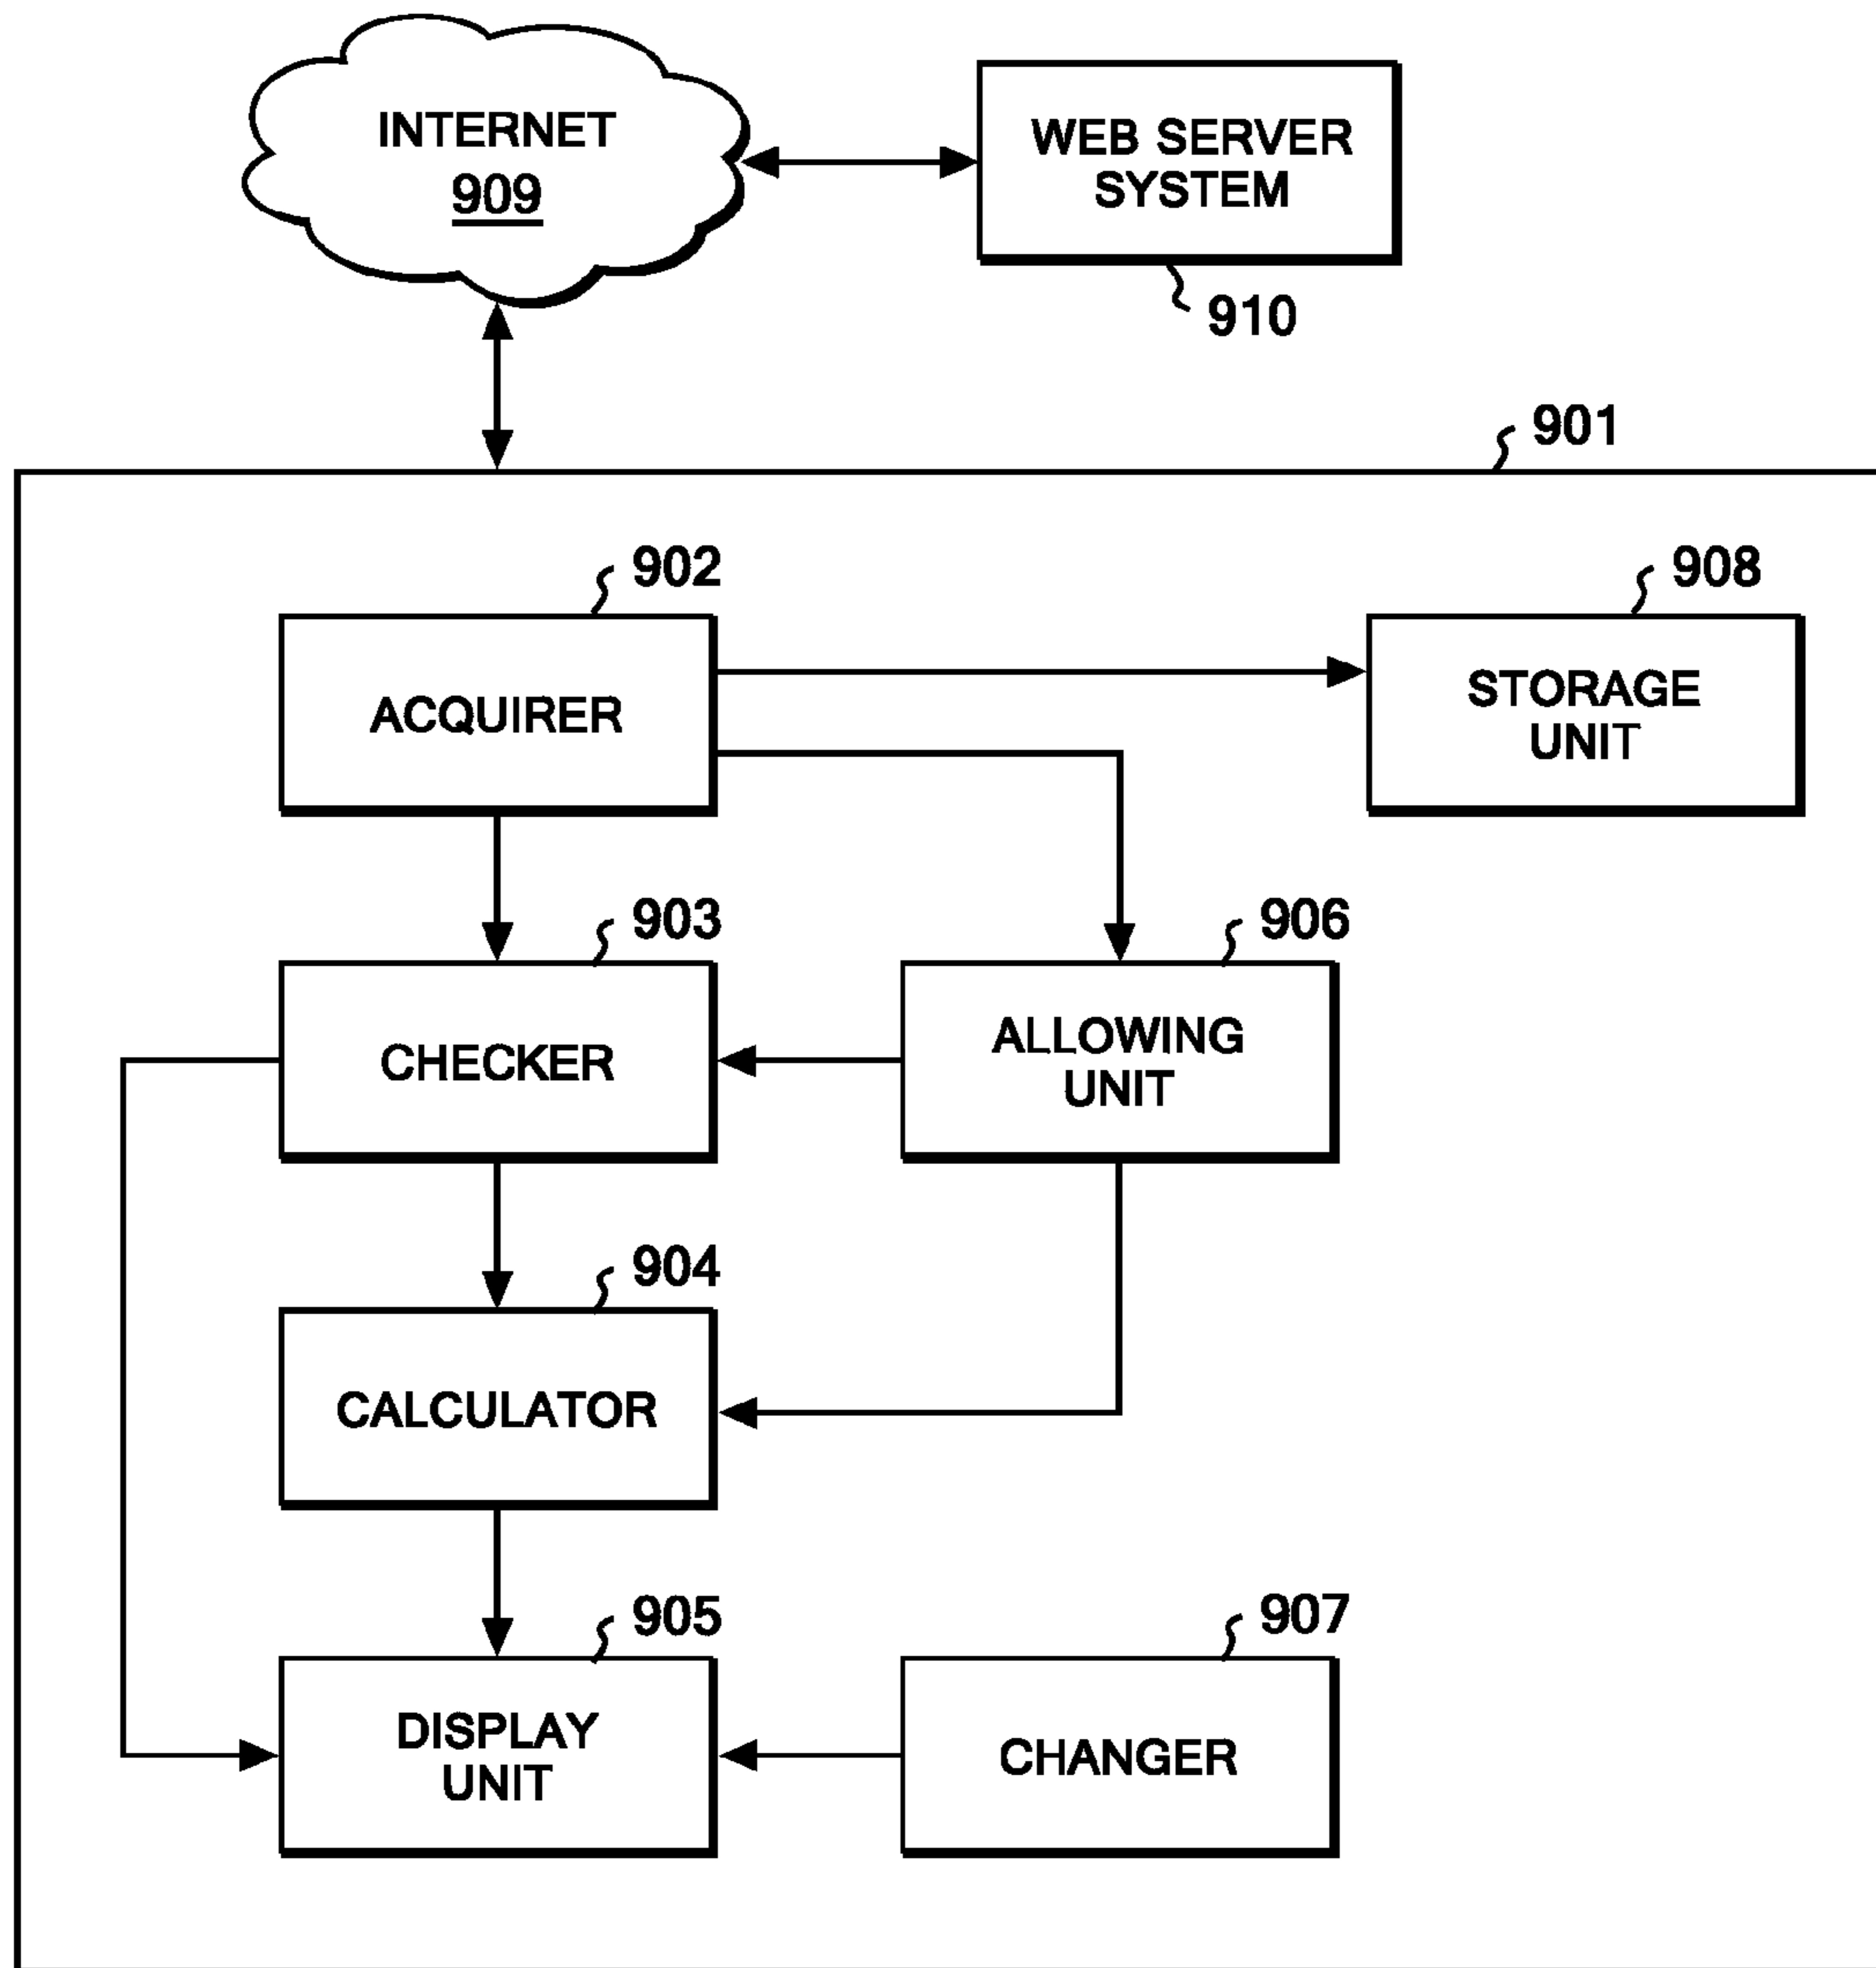 INTERNET
909
WEB SERVER
SYSTEM
910
901
902
908
ACQUIRER
STORAGE
UNIT
903
906
CHECKER
ALLOWING
UNIT
904
CALCULATOR
905
907
DISPLAY
UNIT
CHANGER